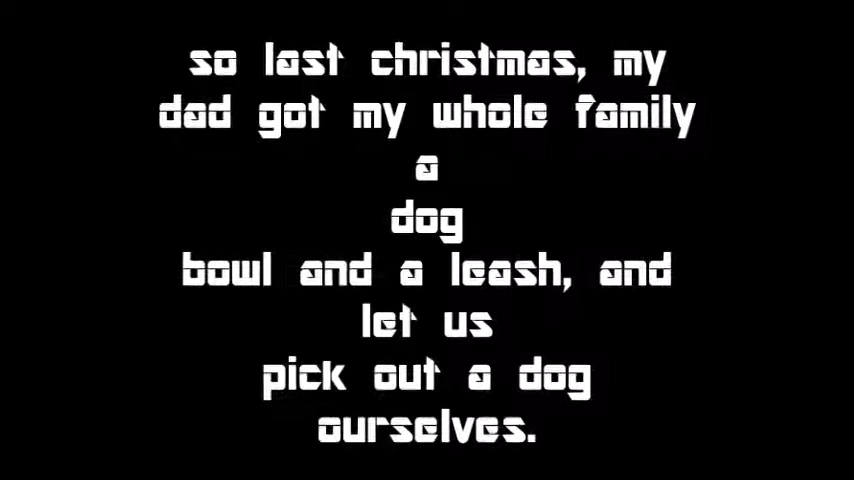 so last christmas, my
dad got my whole family
a
dog
bowl and a leash, and
let us
pick out a dog
ourselves.